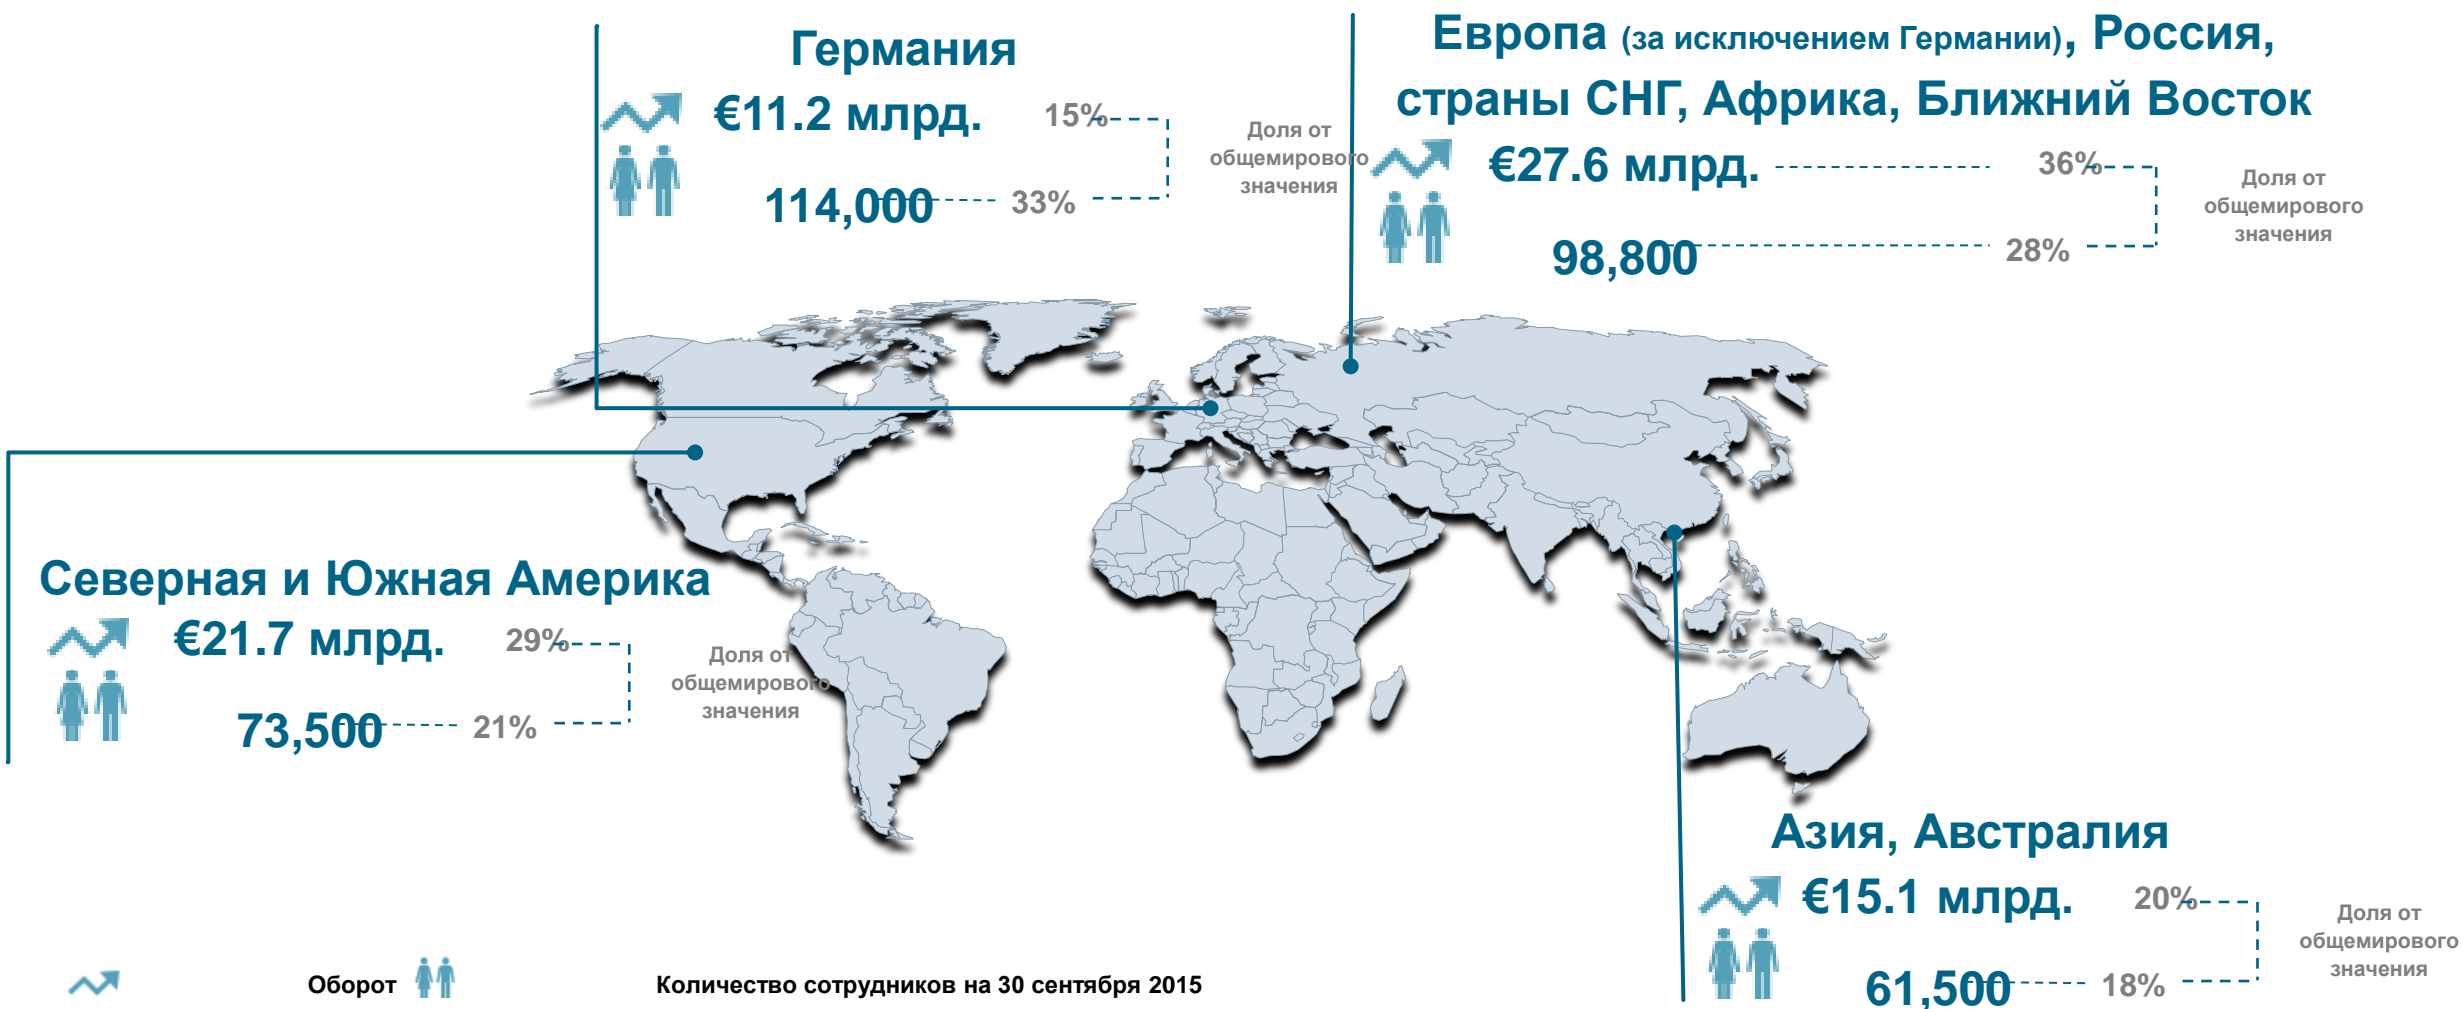 Германия
€11.2 млрд. 15%
114,000 33%
Доля от
общемирового
значения
Европа (за исключением Германии), Россия,
страны СНГ, Африка, Ближний Восток
€27.6 млрд. 36%
98,800 28%
Доля от
общемирового
значения
Северная и Южная Америка
€21.7 млрд. 29%
73,500 21%
Доля от
общемирового
значения
Азия, Австралия
€15.1 млрд. 20%
61,500 18%
Доля от
общемирового
значения
Оборот
Количество сотрудников на 30 сентября 2015